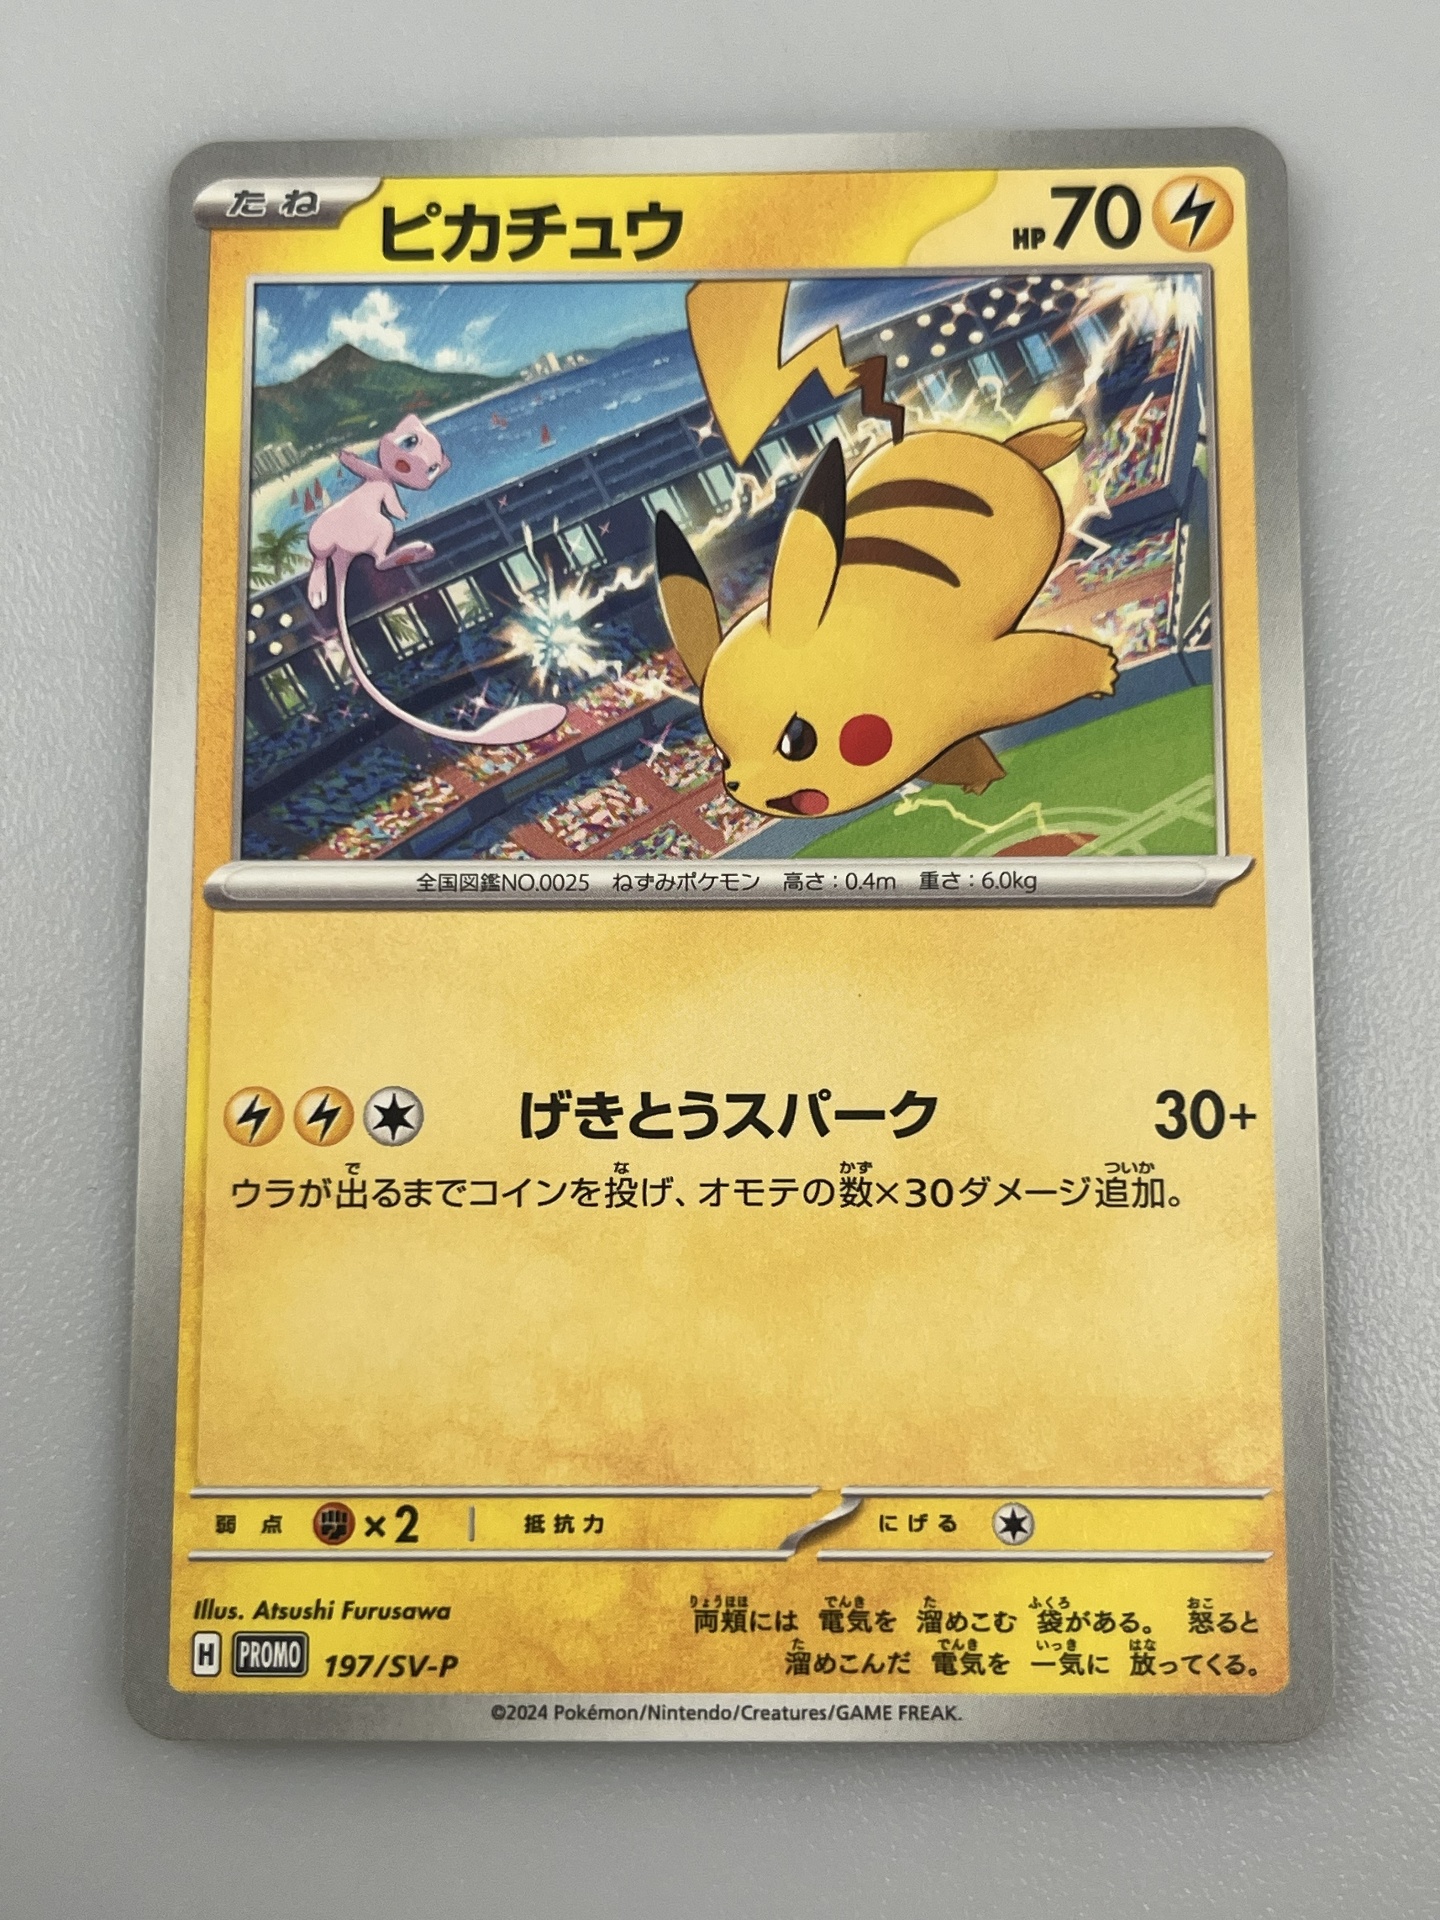 たね
ピカチュウ
HP70
全国図鑑NO.0025 ねずみポケモン 高さ:0.4m 重さ:6.0kg
げきとうスパーク 30+
ウラが出るまでコインを投げ、オモテの数×30ダメージ追加。
弱点 ×2 抵抗力 にげる
Illus. Atsushi Furusawa
H PROMO 197/SV-P
両頬には 電気を 溜めこむ 袋がある。 怒ると
溜めこんだ 電気を 一気に 放ってくる。
©2024 Pokémon/Nintendo/Creatures/GAME FREAK.